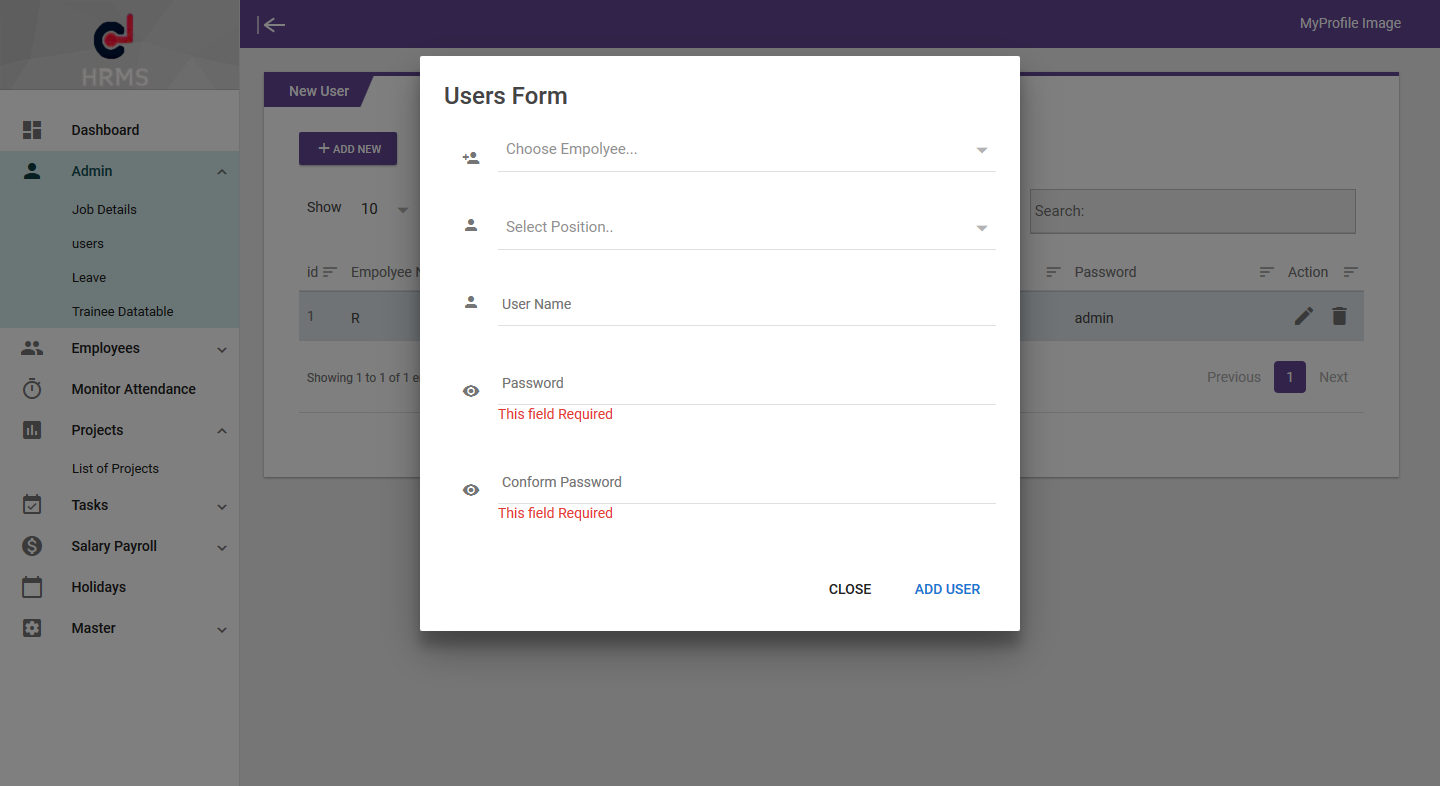 HRMS
MyProfile Image
Dashboard
Admin
Job Details
users
Leave
Trainee Datatable
Employees
Monitor Attendance
Projects
List of Projects
Tasks
Salary Payroll
Holidays
Master
New User
ADD NEW
Show 10
Search:
id Empolyee N Password Action
1 R admin
Showing 1 to 1 of 1 e
Previous 1 Next
Users Form
Choose Empolyee...
Select Position..
User Name
Password
This field Required
Conform Password
This field Required
CLOSE ADD USER